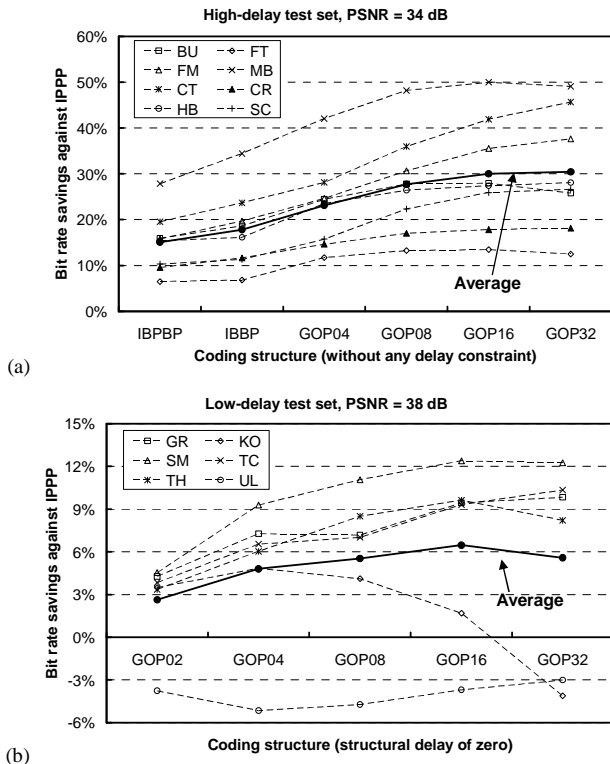 High-delay test set, PSNR = 34 dB
60%
50%
40%
30%
20%
10%
0%
Bit rate savings against IPPP
BU FT
FM MB
CT CR
HB SC
Average
IBPBP IBBP GOP04 GOP08 GOP16 GOP32
Coding structure (without any delay constraint)
(a)
Low-delay test set, PSNR = 38 dB
15%
12%
9%
6%
3%
0%
-3%
-6%
Bit rate savings against IPPP
GR KO
SM TC
TH UL
Average
GOP02 GOP04 GOP08 GOP16 GOP32
Coding structure (structural delay of zero)
(b)